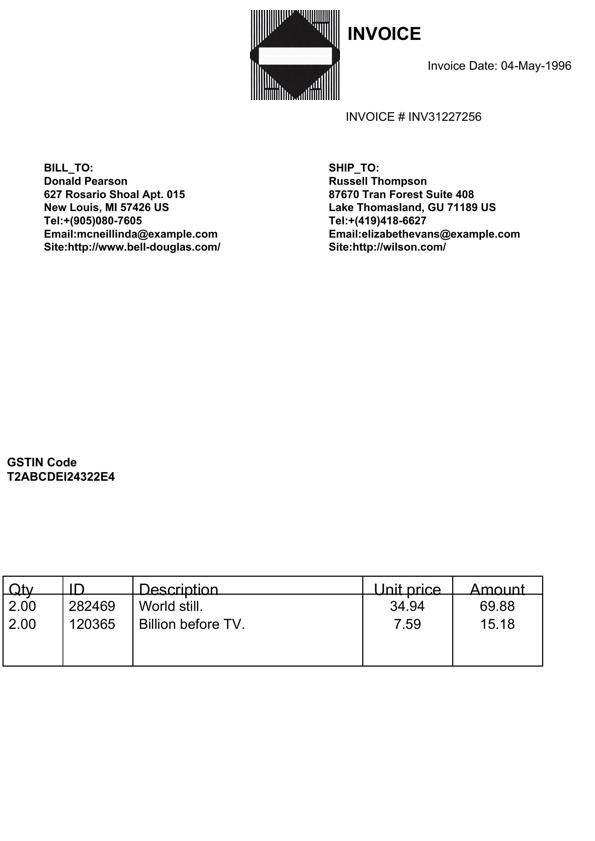 INVOICE
Invoice Date: 04-May-1996
INVOICE # INV31227256
BILL_TO:
Donald Pearson
627 Rosario Shoal Apt. 015
New Louis, MI 57426 US
Tel:+(905)080-7605
Email:mcneillinda@example.com
Site:http://www.bell-douglas.com/
SHIP_TO:
Russell Thompson
87670 Tran Forest Suite 408
Lake Thomasland, GU 71189 US
Tel:+(419)418-6627
Email:elizabethevans@example.com
Site:http://wilson.com/
GSTIN Code
T2ABCDEI24322E4
Qty ID Description Unit price Amount
2.00 282469 World still. 34.94 69.88
2.00 120365 Billion before TV. 7.59 15.18